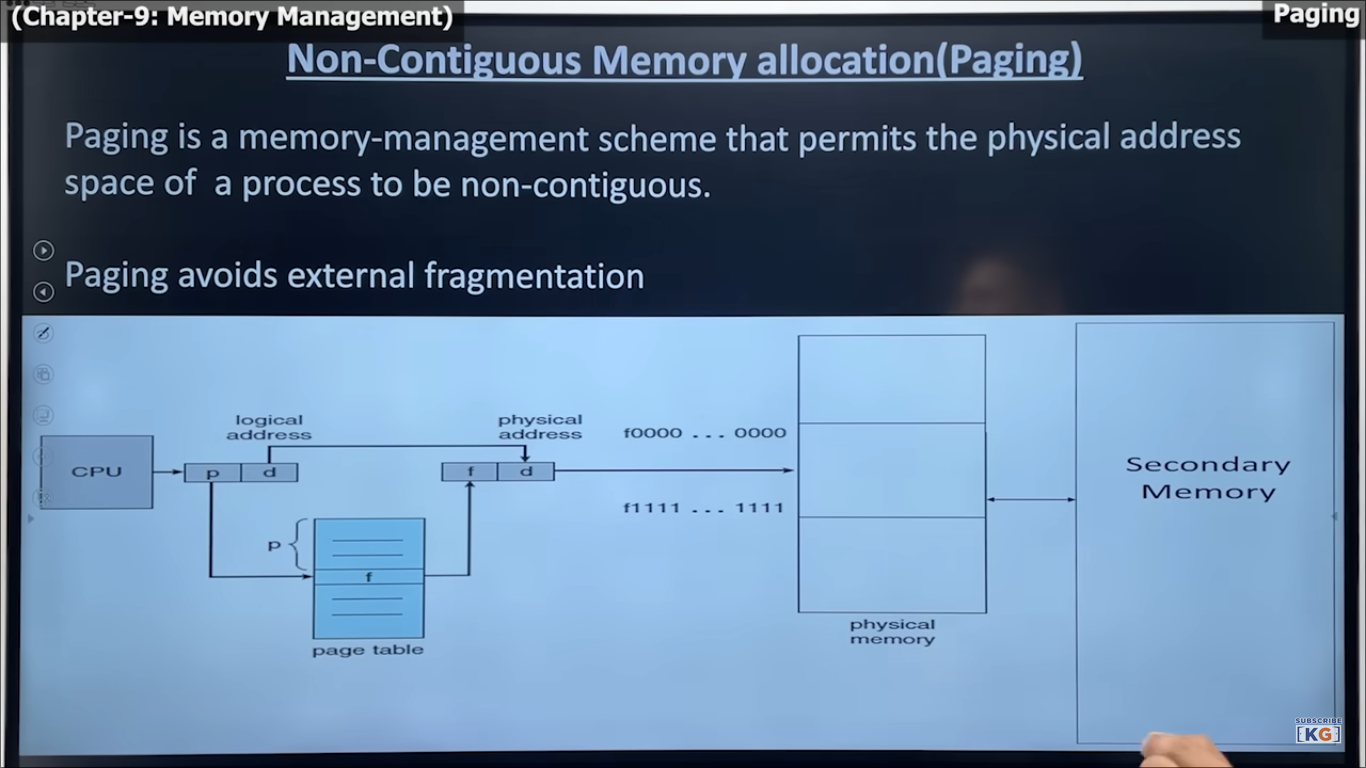 (Chapter-9: Memory Management)
Paging
Non-Contiguous Memory allocation(Paging)
Paging is a memory-management scheme that permits the physical address
space of a process to be non-contiguous.
Paging avoids external fragmentation
logical
address
physical
address
f0000 ... 0000
CPU
p d
f d
f1111 ... 1111
p
f
page table
physical
memory
Secondary
Memory
SUBSCRIBE
[KG]